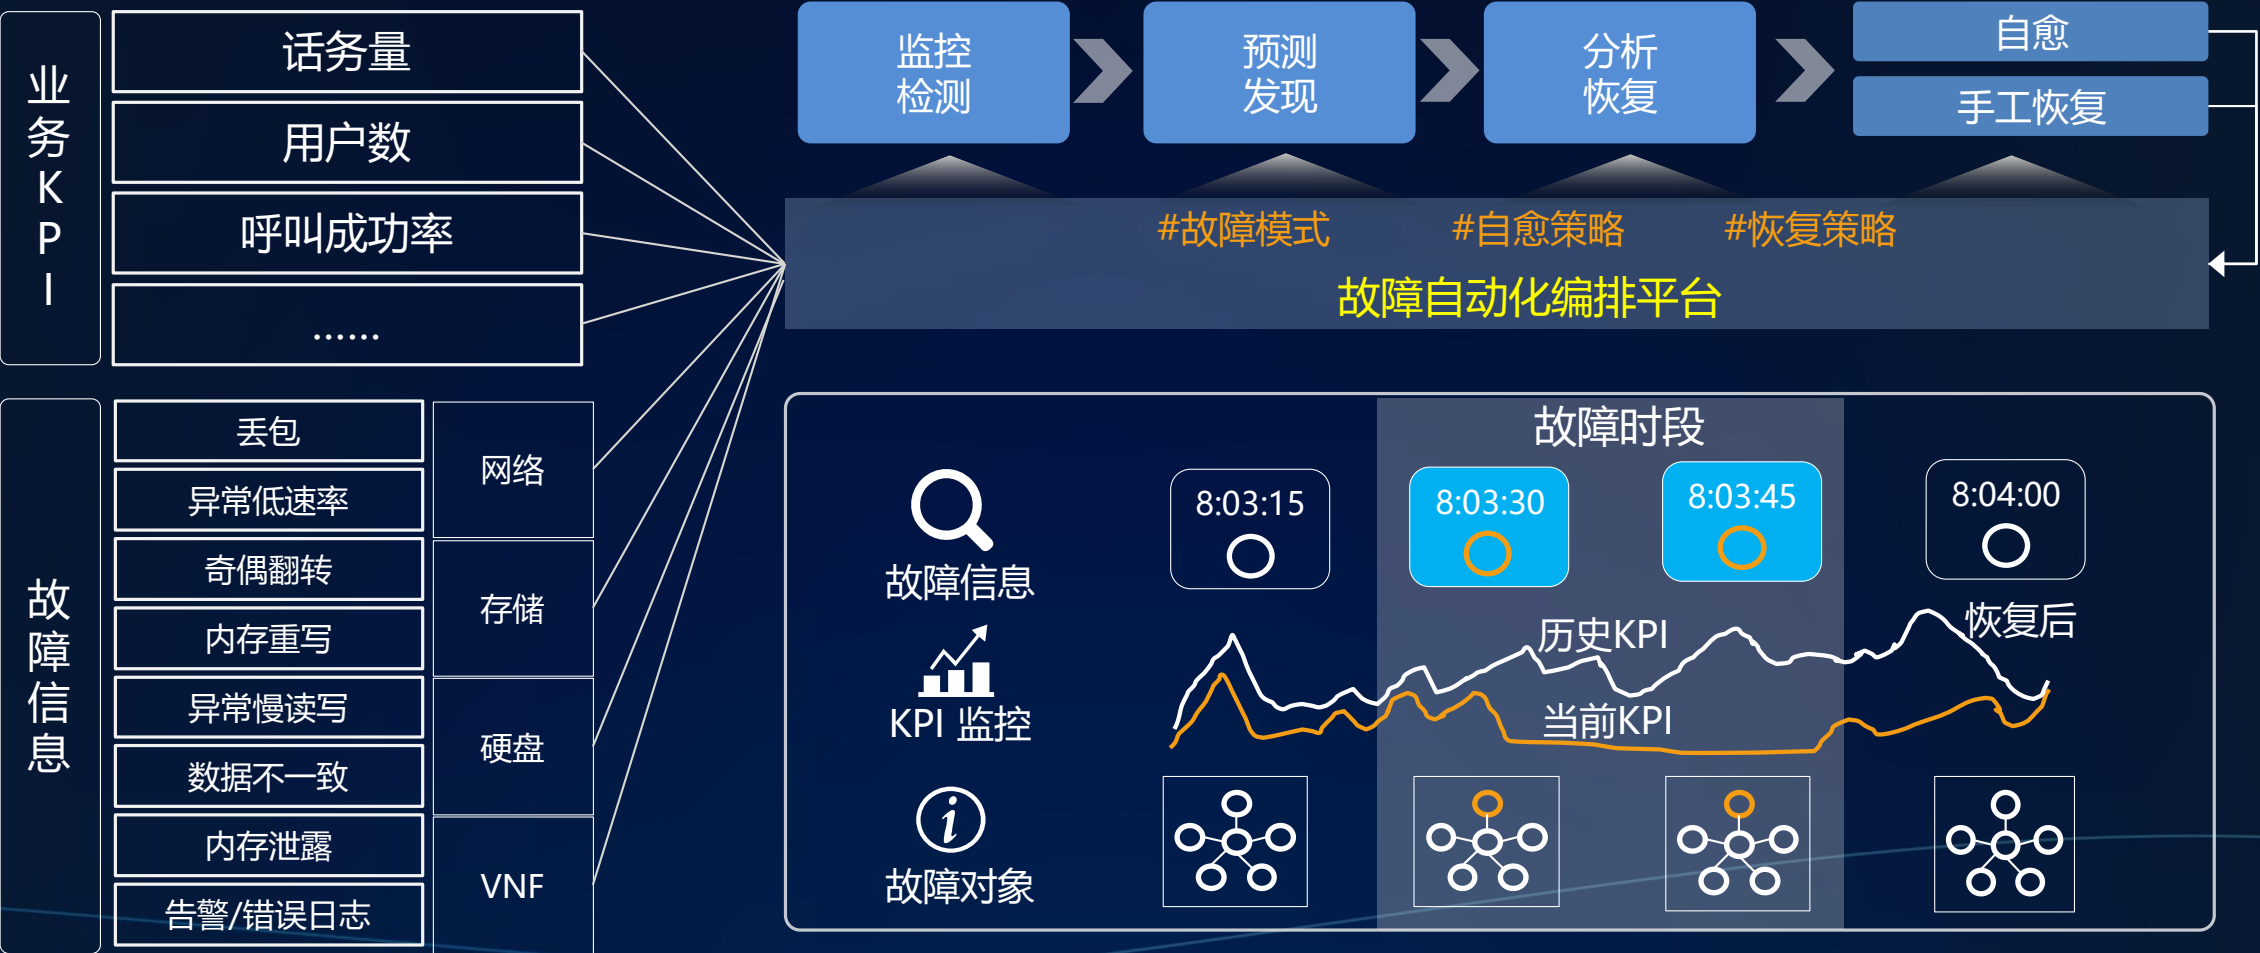 业务KPI
话务量
用户数
呼叫成功率
......
故障信息
丢包
异常低速率
奇偶翻转
内存重写
异常慢读写
数据不一致
内存泄露
告警/错误日志
网络
存储
硬盘
VNF
监控
检测
预测
发现
分析
恢复
自愈
手工恢复
#故障模式
#自愈策略
#恢复策略
故障自动化编排平台
故障时段
故障信息
8:03:15
8:03:30
8:03:45
8:04:00
KPI 监控
历史KPI
当前KPI
恢复后
故障对象